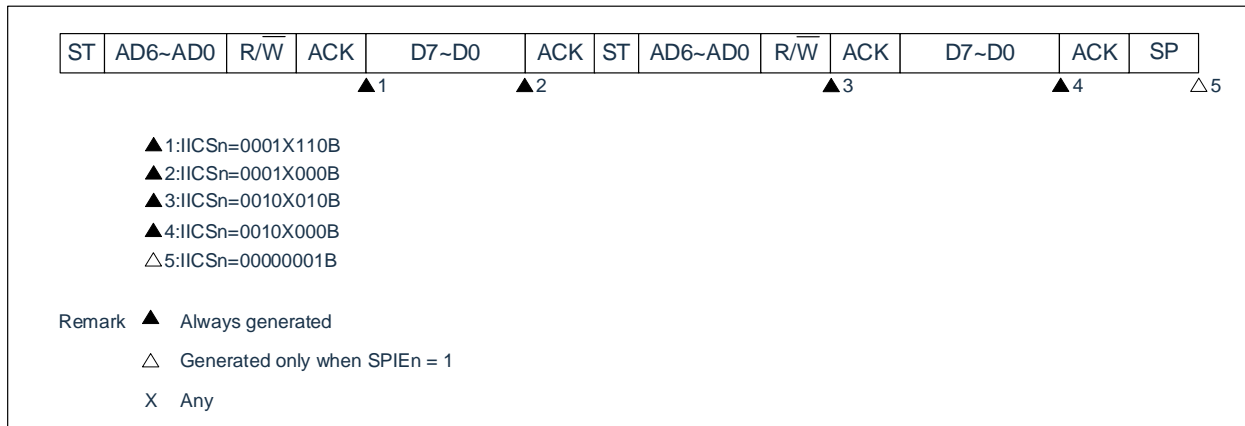 ST AD6~AD0 R/W̅ ACK D7~D0 ACK ST AD6~AD0 R/W̅ ACK D7~D0 ACK SP
▲1 ▲2 ▲3 ▲4 △5
▲1:IICSn=0001X110B
▲2:IICSn=0001X000B
▲3:IICSn=0010X010B
▲4:IICSn=0010X000B
△5:IICSn=00000001B
Remark ▲ Always generated
△ Generated only when SPIEn = 1
X Any